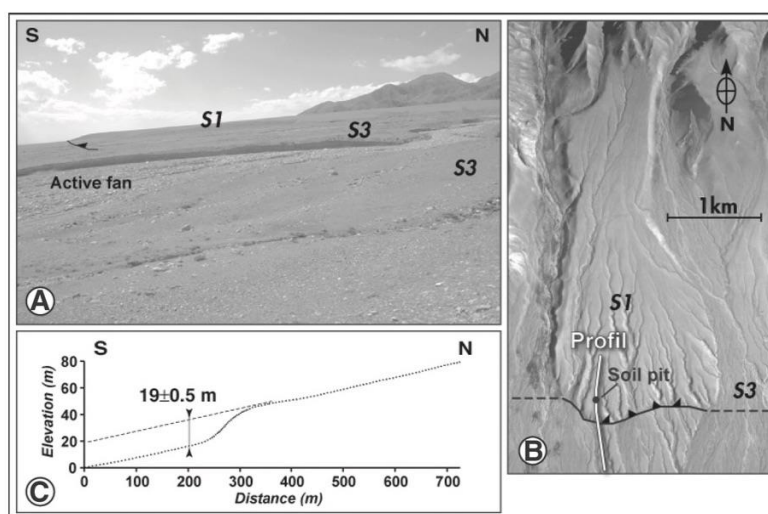 S N
S1
S3
S3
Active fan
A
N
1km
S1
Profil
Soil pit
S3
B
S N
80
60
40
20
0
Elevation (m)
19±0.5 m
0 100 200 300 400 500 600 700
Distance (m)
C